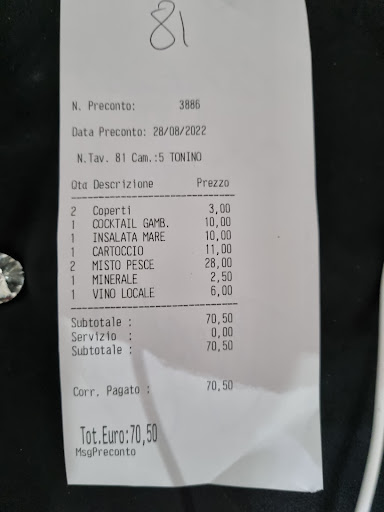 81
N. Preconto: 3886
Data Preconto: 28/08/2022
N.Tav. 81 Cam.:5 TONINO
Qta Descrizione Prezzo
2 Coperti 3,00
1 COCKTAIL GAMB. 10,00
1 INSALATA MARE 10,00
1 CARTOCCIO 11,00
2 MISTO PESCE 28,00
1 MINERALE 2,50
1 VINO LOCALE 6,00
Subtotale : 70,50
Servizio : 0,00
Subtotale : 70,50
Corr. Pagato : 70,50
Tot.Euro:70,50
MsgPreconto